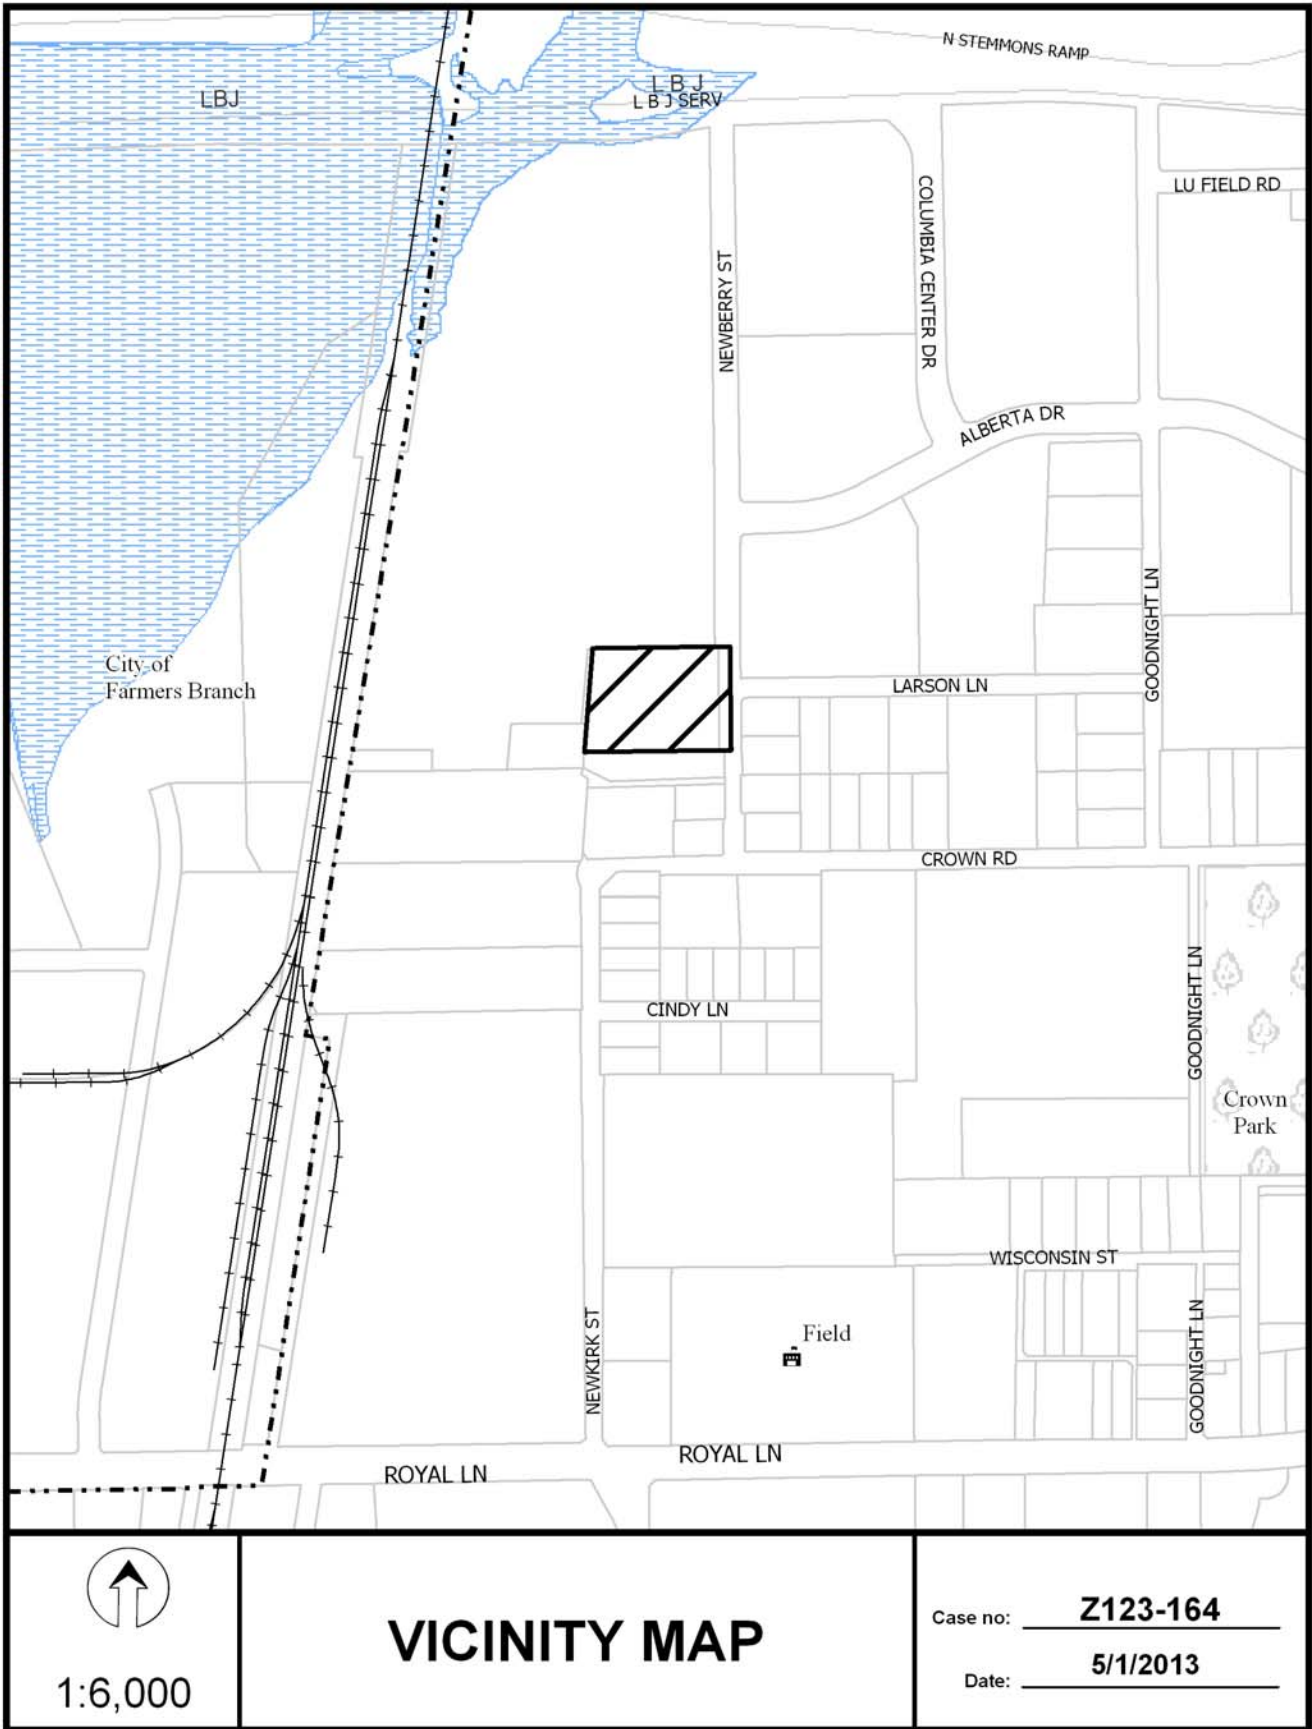 N STEMMONS RAMP
LBJ
L B J
L B J SERV
LU FIELD RD
COLUMBIA CENTER DR
NEWBERRY ST
ALBERTA DR
GOODNIGHT LN
City of
Farmers Branch
LARSON LN
CROWN RD
GOODNIGHT LN
CINDY LN
Crown
Park
WISCONSIN ST
NEWKIRK ST
Field
GOODNIGHT LN
ROYAL LN
ROYAL LN
1:6,000
VICINITY MAP
Case no: Z123-164
Date: 5/1/2013